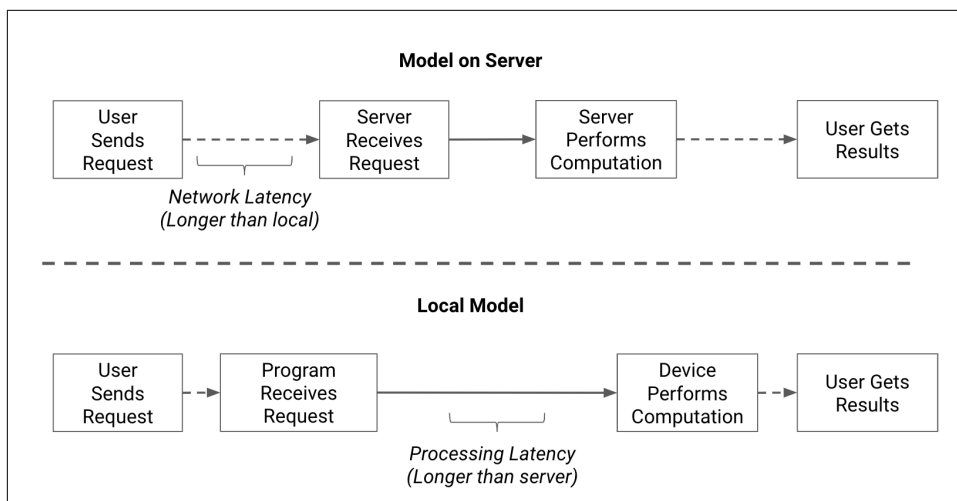 Model on Server
User
Sends
Request
Server
Receives
Request
Server
Performs
Computation
User Gets
Results
Network Latency
(Longer than local)
Local Model
User
Sends
Request
Program
Receives
Request
Device
Performs
Computation
User Gets
Results
Processing Latency
(Longer than server)